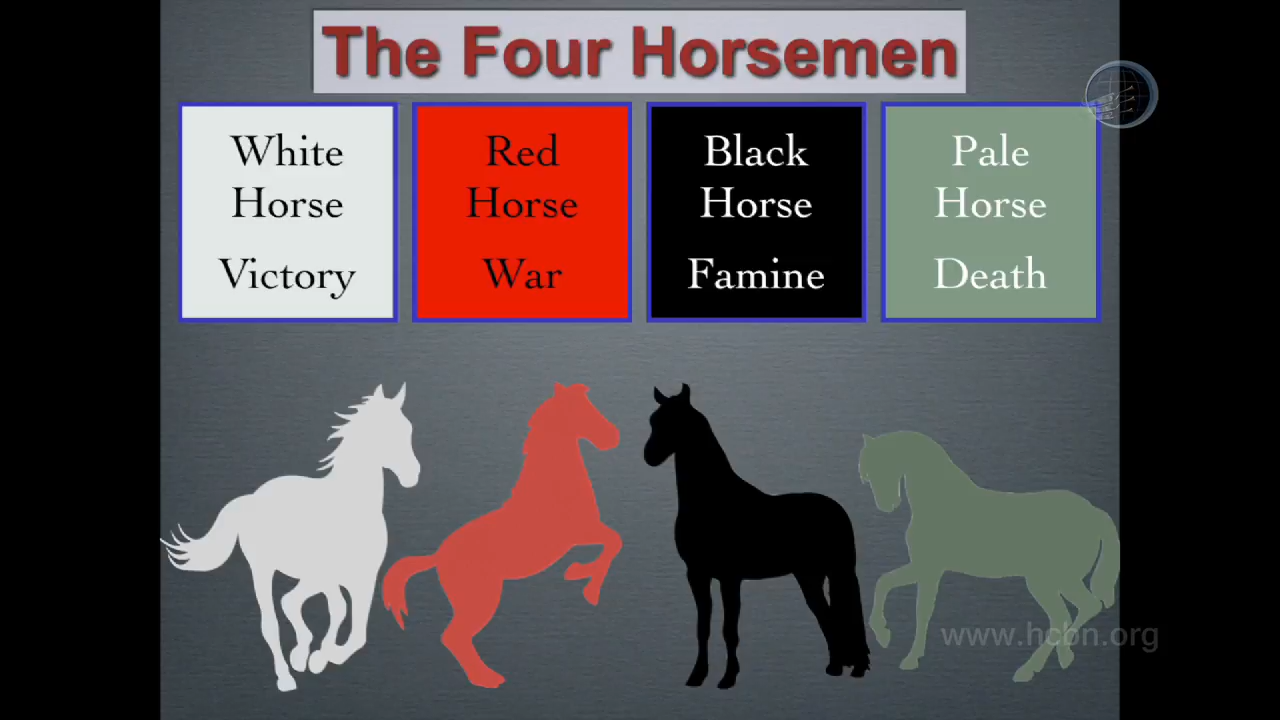 The Four Horsemen
White
Horse
Victory
Red
Horse
War
Black
Horse
Famine
Pale
Horse
Death
www.hcbn.org